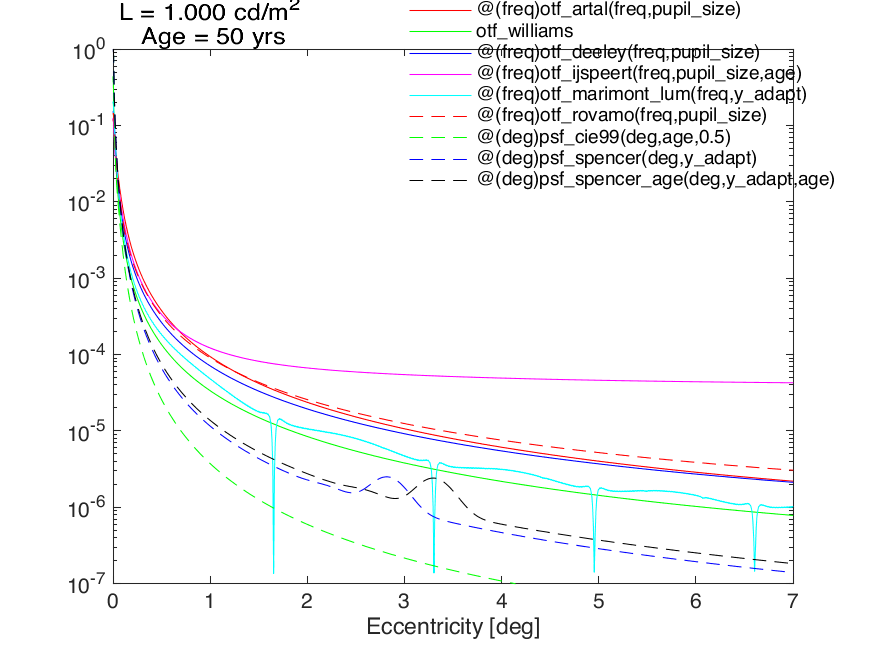 L = 1.000 cd/m²
Age = 50 yrs
@(freq)otf_artal(freq,pupil_size)
otf_williams
@(freq)otf_deeley(freq,pupil_size)
@(freq)otf_ijspeert(freq,pupil_size,age)
@(freq)otf_marimont_lum(freq,y_adapt)
@(freq)otf_rovamo(freq,pupil_size)
@(deg)psf_cie99(deg,age,0.5)
@(deg)psf_spencer(deg,y_adapt)
@(deg)psf_spencer_age(deg,y_adapt,age)
10⁰
10⁻¹
10⁻²
10⁻³
10⁻⁴
10⁻⁵
10⁻⁶
10⁻⁷
0 1 2 3 4 5 6 7
Eccentricity [deg]